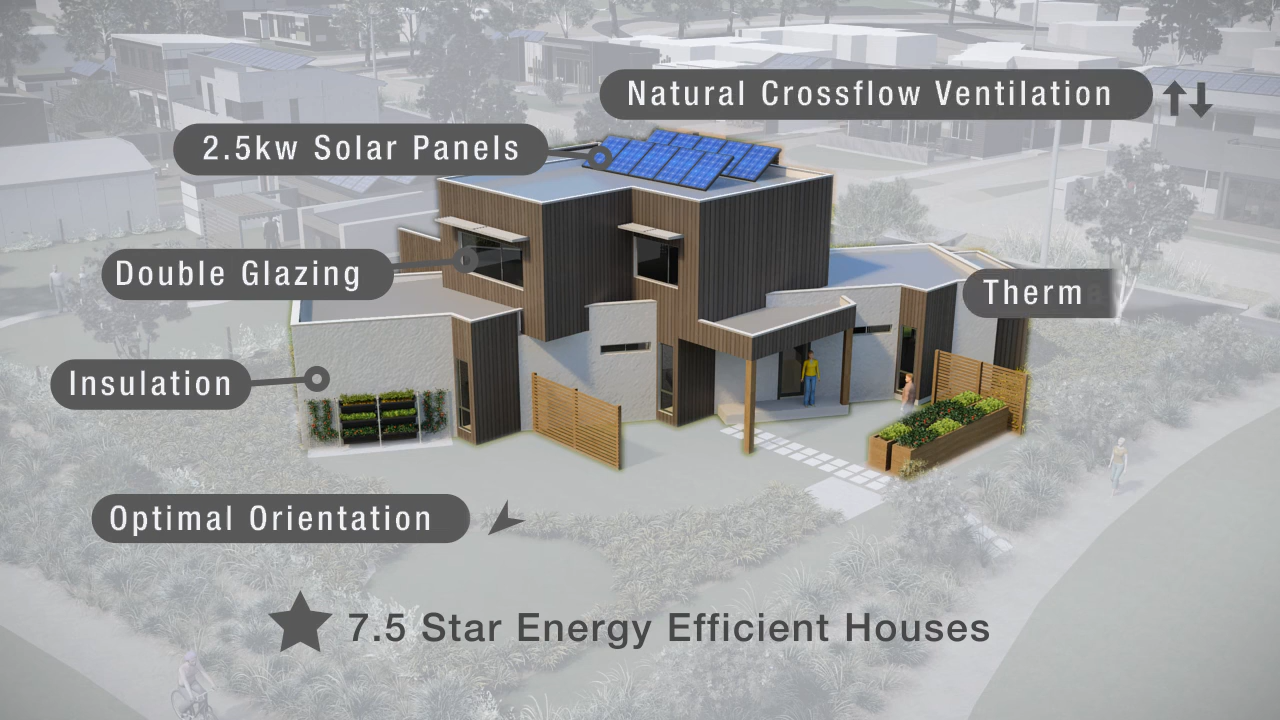 Natural Crossflow Ventilation
2.5kw Solar Panels
Double Glazing
Therm
Insulation
Optimal Orientation
7.5 Star Energy Efficient Houses